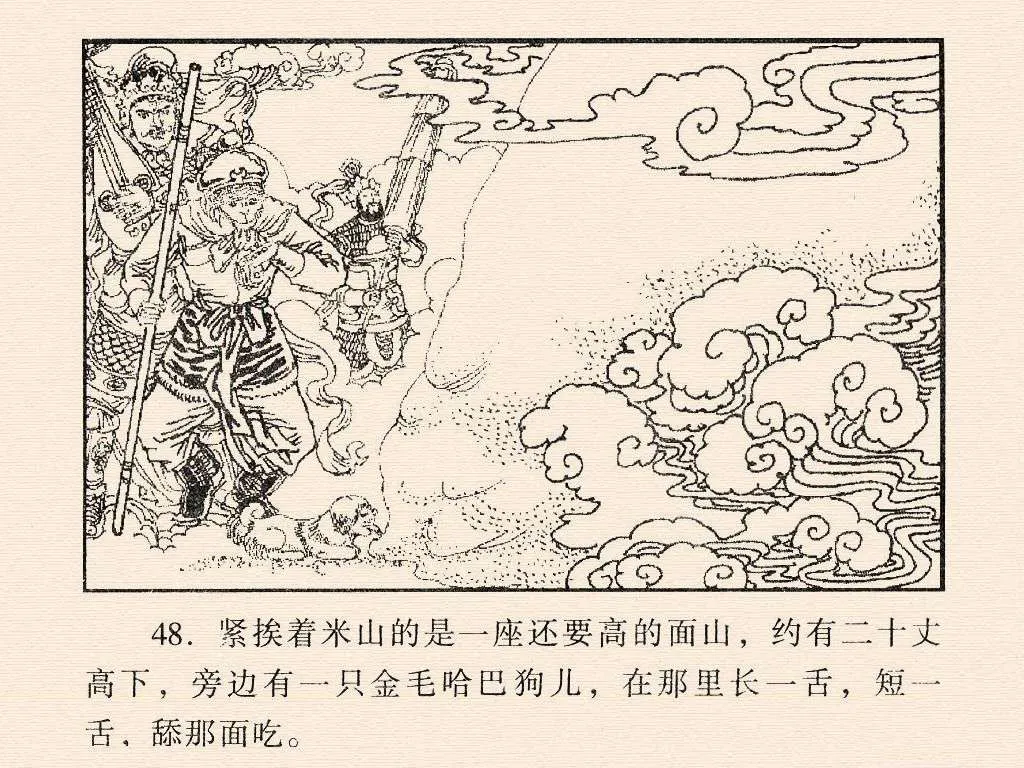 48. 紧挨着米山的是一座还要高的面山，约有二十丈
高下，旁边有一只金毛哈巴狗儿，在那里长一舌，短一
舌，舔那面吃。